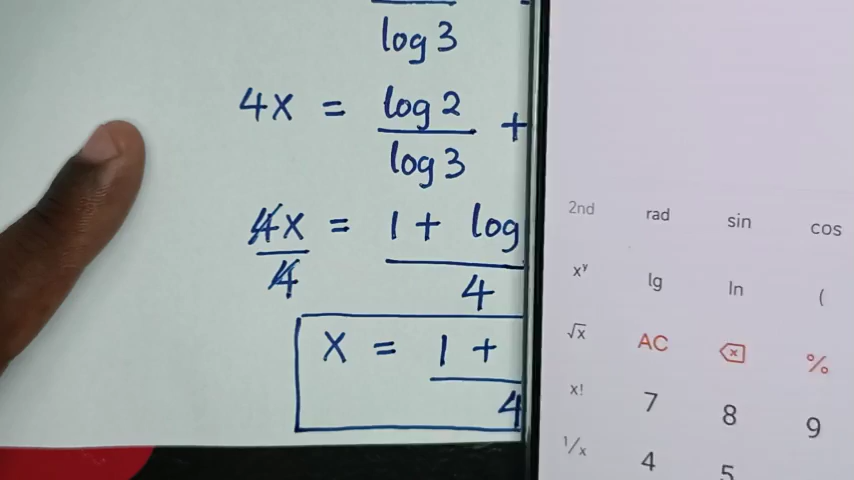 log 3
4x = log 2 +
log 3
4x = 1 + log
4 4
x = 1 +
4
2nd rad sin cos
xʸ lg ln (
√x AC %
x! 7 8 9
1/x 4 5